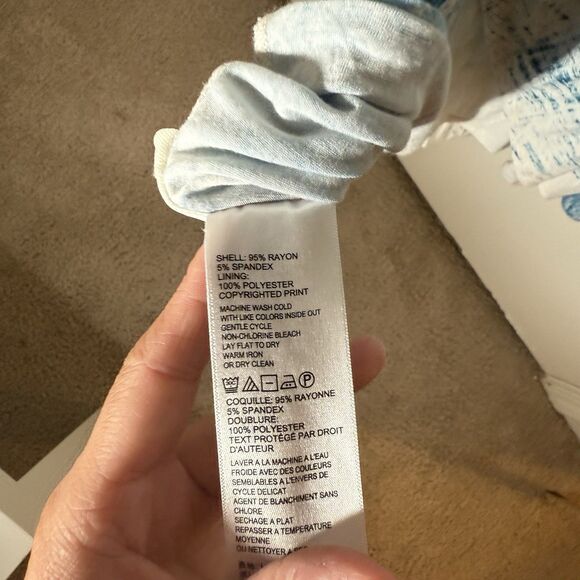 SHELL: 95% RAYON
5% SPANDEX
LINING:
100% POLYESTER
COPYRIGHTED PRINT
MACHINE WASH COLD
WITH LIKE COLORS INSIDE OUT
GENTLE CYCLE
NON-CHLORINE BLEACH
LAY FLAT TO DRY
WARM IRON
OR DRY CLEAN
P
COQUILLE: 95% RAYONNE
5% SPANDEX
DOUBLURE:
100% POLYESTER
TEXT PROTÉGÉ PAR DROIT
D'AUTEUR
LAVER A LA MACHINE A L'EAU
FROIDE AVEC DES COULEURS
SEMBLABLES A L'ENVERS DE
CYCLE DELICAT
AGENT DE BLANCHIMENT SANS
CHLORE
SECHAGE A PLAT
REPASSER A TEMPERATURE
MOYENNE
OU NETTOYER A